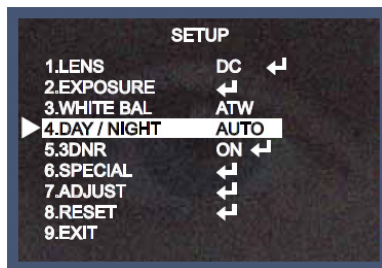 SETUP
1.LENS DC ↵
2.EXPOSURE ↵
3.WHITE BAL ATW
4.DAY / NIGHT AUTO
5.3DNR ON ↵
6.SPECIAL ↵
7.ADJUST ↵
8.RESET ↵
9.EXIT